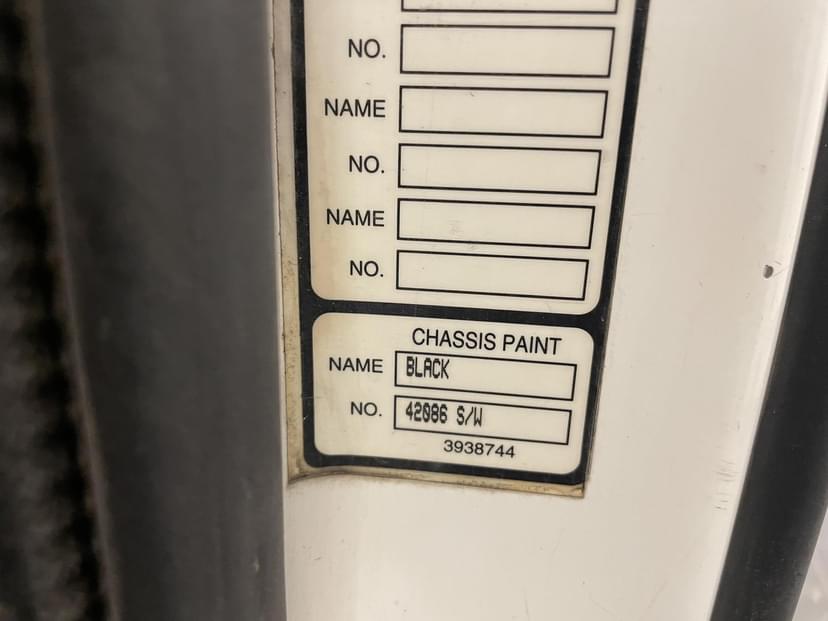 NO.
NAME
NO.
NAME
NO.
CHASSIS PAINT
NAME BLACK
NO. 42086 S/W
3938744